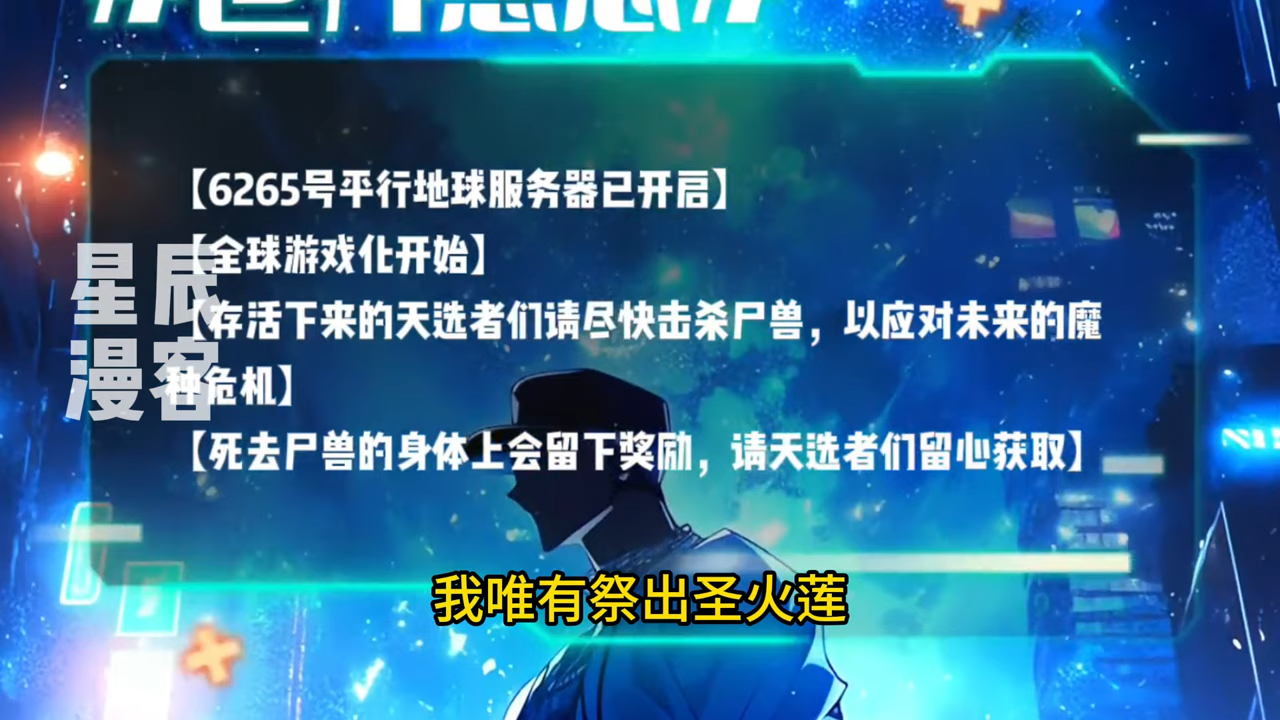 【6265号平行地球服务器已开启】
【全球游戏化开始】
【存活下来的天选者们请尽快击杀尸兽，以应对未来的魔
种危机】
【死去尸兽的身体上会留下奖励，请天选者们留心获取】
星辰
漫客
我唯有祭出圣火莲